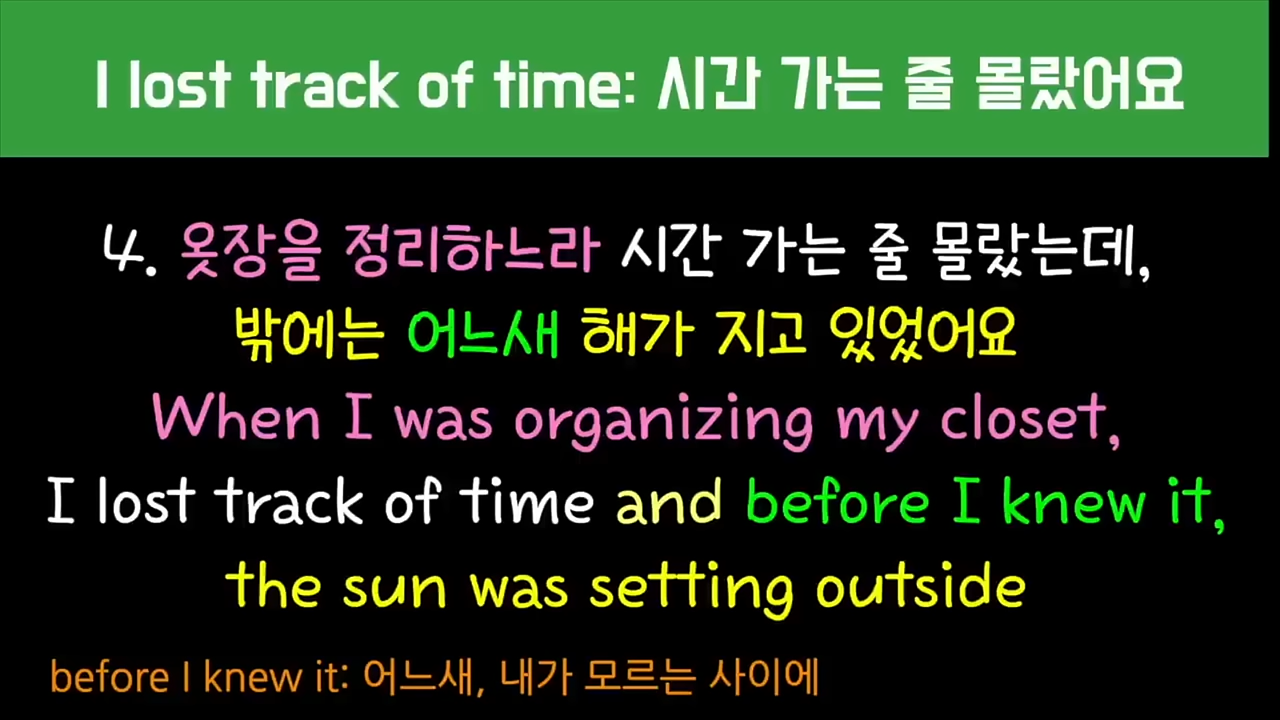 I lost track of time: 시간 가는 줄 몰랐어요
4. 옷장을 정리하느라 시간 가는 줄 몰랐는데,
밖에는 어느새 해가 지고 있었어요
When I was organizing my closet,
I lost track of time and before I knew it,
the sun was setting outside
before I knew it: 어느새, 내가 모르는 사이에